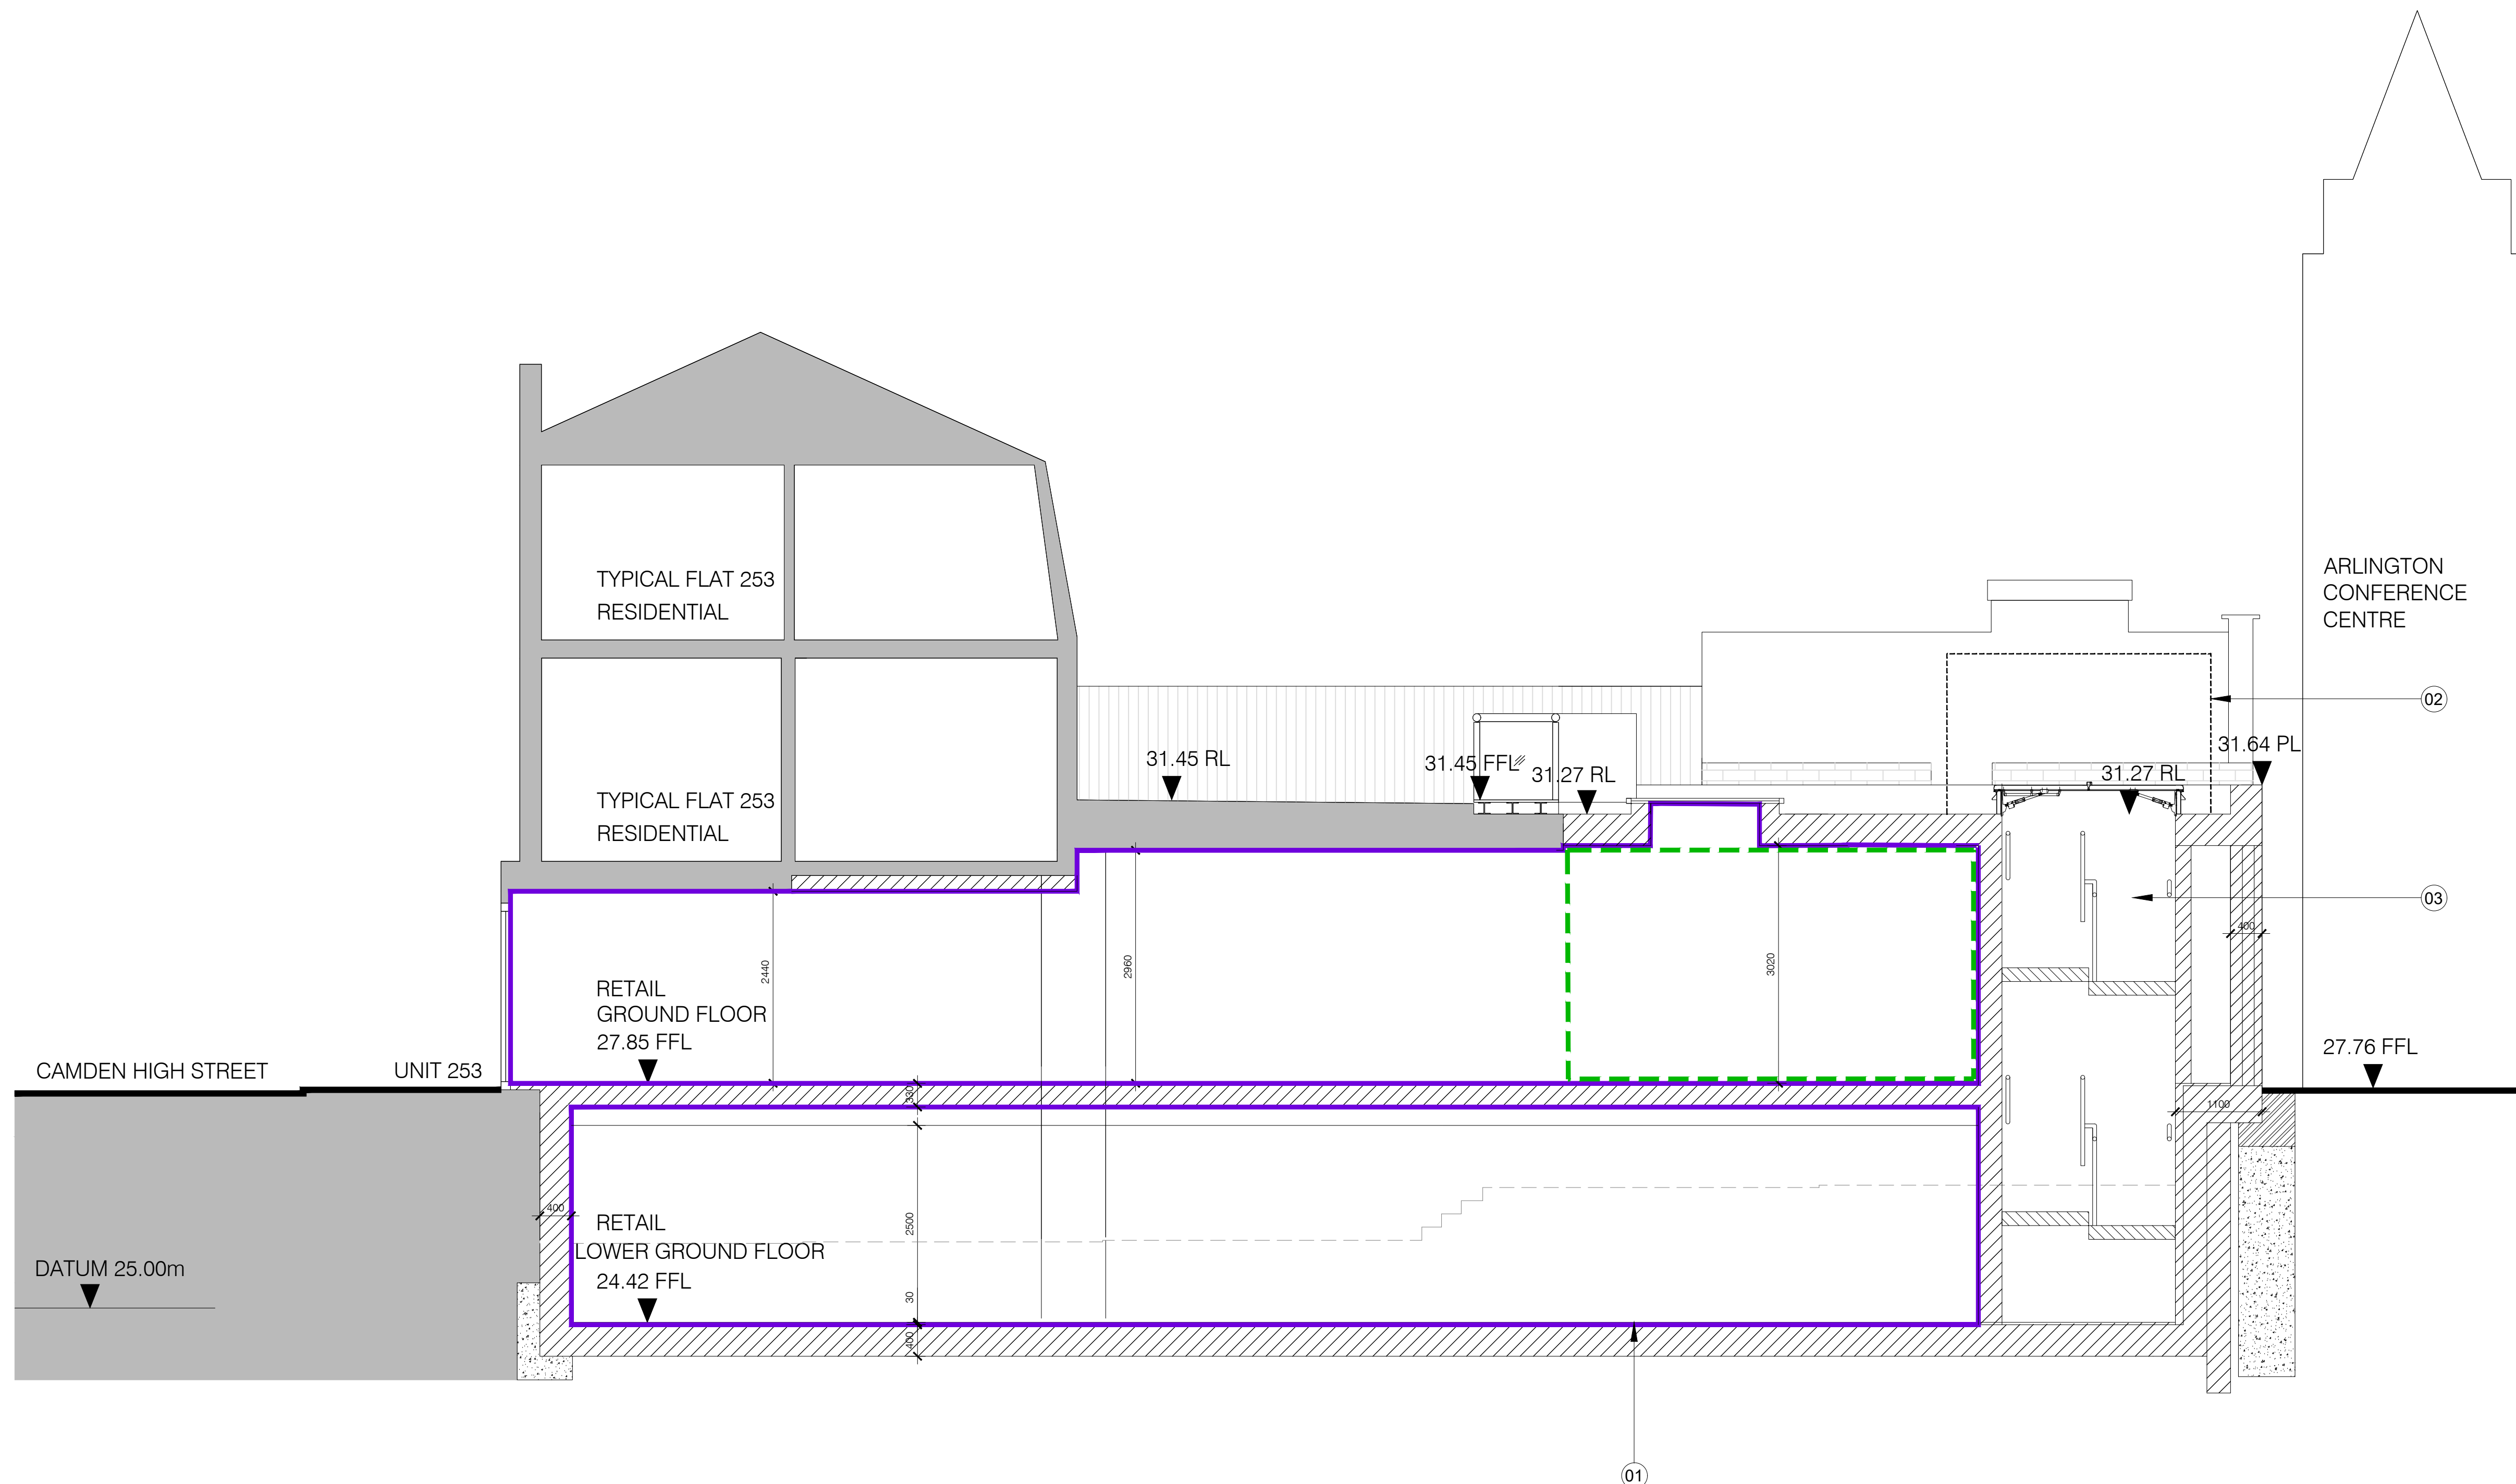 TYPICAL FLAT 253
RESIDENTIAL
ARLINGTON
CONFERENCE
CENTRE
02
31.64 PL
31.45 RL
31.45 FFL
31.27 RL
31.27 RL
TYPICAL FLAT 253
RESIDENTIAL
03
400
2440
2960
3020
RETAIL
GROUND FLOOR
27.85 FFL
27.76 FFL
CAMDEN HIGH STREET
UNIT 253
330
1100
400
2500
RETAIL
LOWER GROUND FLOOR
24.42 FFL
DATUM 25.00m
30
400
01